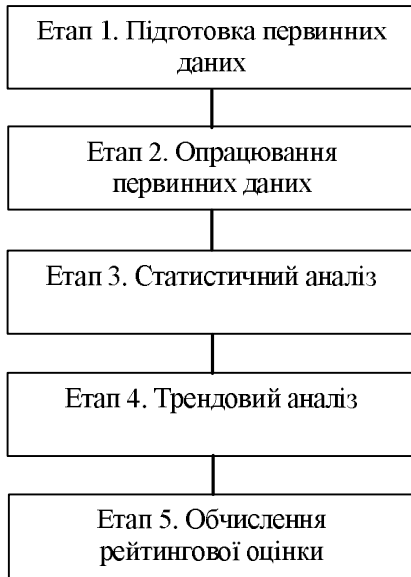 Етап 1. Підготовка первинних
даних
Етап 2. Опрацювання
первинних даних
Етап 3. Статистичний аналіз
Етап 4. Трендовий аналіз
Етап 5. Обчислення
рейтингової оцінки